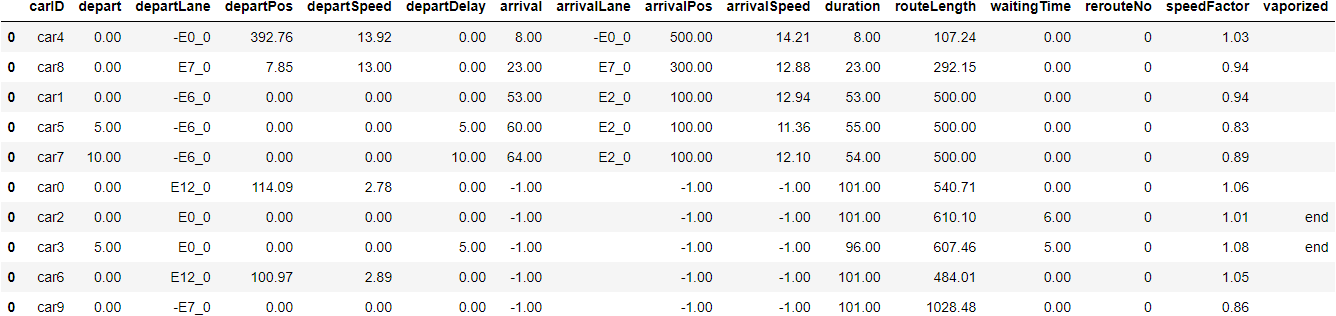 carID depart departLane departPos departSpeed departDelay arrival arrivalLane arrivalPos arrivalSpeed duration routeLength waitingTime rerouteNo speedFactor vaporized
0 car4 0.00 -E0_0 392.76 13.92 0.00 8.00 -E0_0 500.00 14.21 8.00 107.24 0.00 0 1.03
0 car8 0.00 E7_0 7.85 13.00 0.00 23.00 E7_0 300.00 12.88 23.00 292.15 0.00 0 0.94
0 car1 0.00 -E6_0 0.00 0.00 0.00 53.00 E2_0 100.00 12.94 53.00 500.00 0.00 0 0.94
0 car5 5.00 -E6_0 0.00 0.00 5.00 60.00 E2_0 100.00 11.36 55.00 500.00 0.00 0 0.83
0 car7 10.00 -E6_0 0.00 0.00 10.00 64.00 E2_0 100.00 12.10 54.00 500.00 0.00 0 0.89
0 car0 0.00 E12_0 114.09 2.78 0.00 -1.00 -1.00 -1.00 101.00 540.71 0.00 0 1.06
0 car2 0.00 E0_0 0.00 0.00 0.00 -1.00 -1.00 -1.00 101.00 610.10 6.00 0 1.01 end
0 car3 5.00 E0_0 0.00 0.00 5.00 -1.00 -1.00 -1.00 96.00 607.46 5.00 0 1.08 end
0 car6 0.00 E12_0 100.97 2.89 0.00 -1.00 -1.00 -1.00 101.00 484.01 0.00 0 1.05
0 car9 0.00 -E7_0 0.00 0.00 0.00 -1.00 -1.00 -1.00 101.00 1028.48 0.00 0 0.86